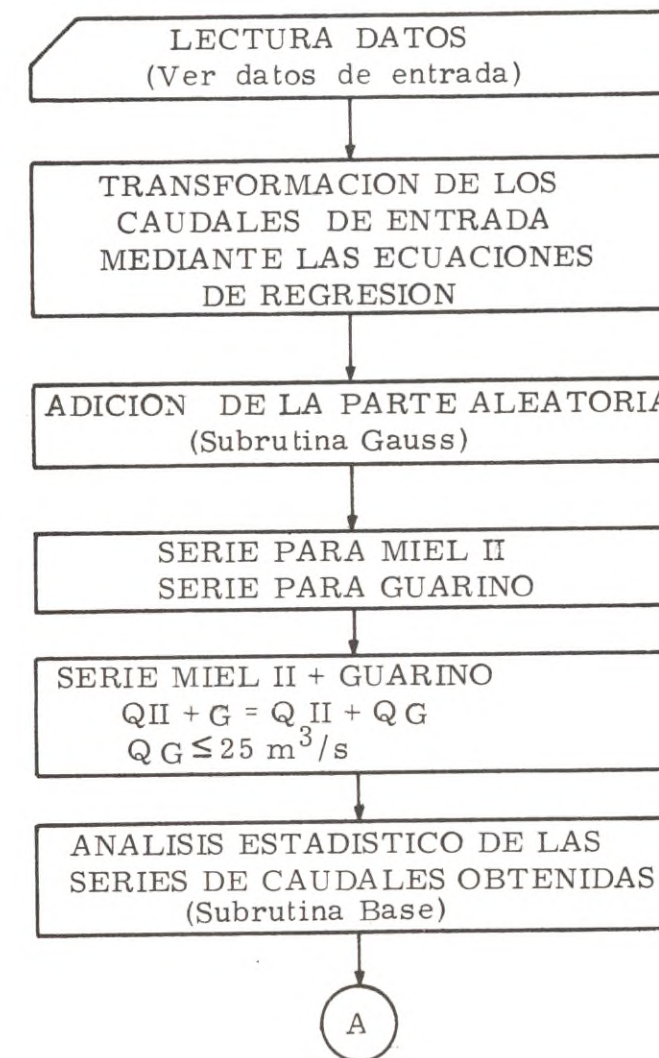 LECTURA DATOS
(Ver datos de entrada)
TRANSFORMACION DE LOS
CAUDALES DE ENTRADA
MEDIANTE LAS ECUACIONES
DE REGRESION
ADICION DE LA PARTE ALEATORIA
(Subrutina Gauss)
SERIE PARA MIEL II
SERIE PARA GUARINO
SERIE MIEL II + GUARINO
QII + G = Q II + Q G
Q G ≤ 25 m³/s
ANALISIS ESTADISTICO DE LAS
SERIES DE CAUDALES OBTENIDAS
(Subrutina Base)
A